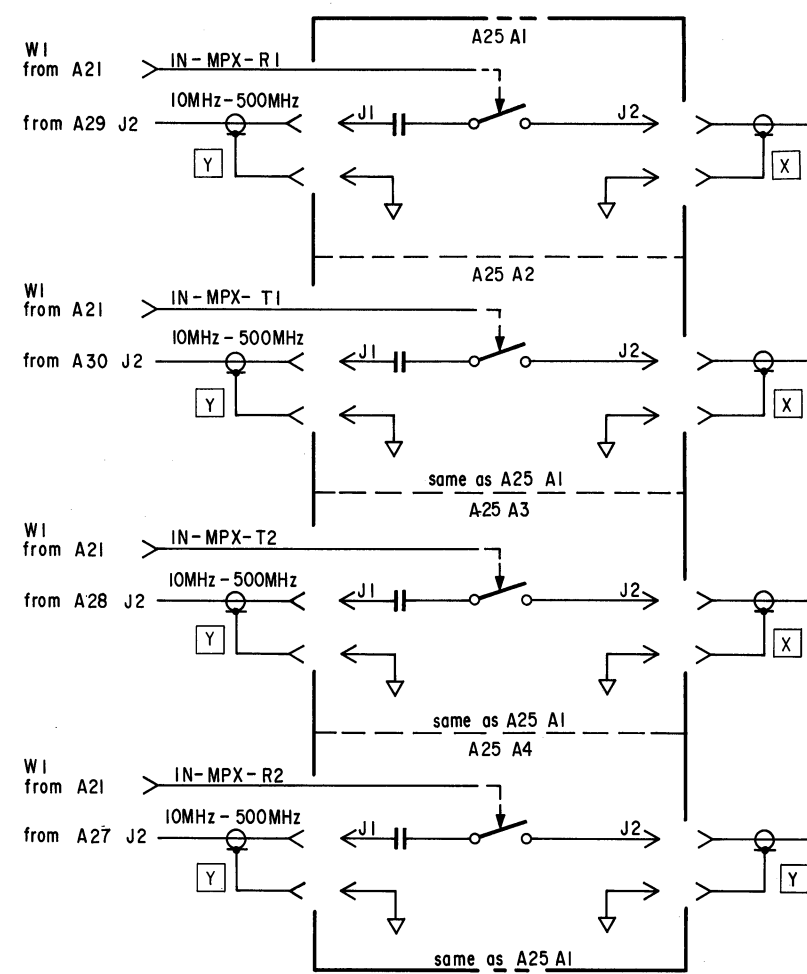 A25 A1
W1
from A21
IN-MPX-R1
10MHz-500MHz
from A29 J2
J1
J2
Y
X
A25 A2
W1
from A21
IN-MPX-T1
10MHz-500MHz
from A30 J2
J1
J2
Y
X
same as A25 A1
A25 A3
W1
from A21
IN-MPX-T2
10MHz-500MHz
from A28 J2
J1
J2
Y
X
same as A25 A1
A25 A4
W1
from A21
IN-MPX-R2
10MHz-500MHz
from A27 J2
J1
J2
Y
Y
same as A25 A1